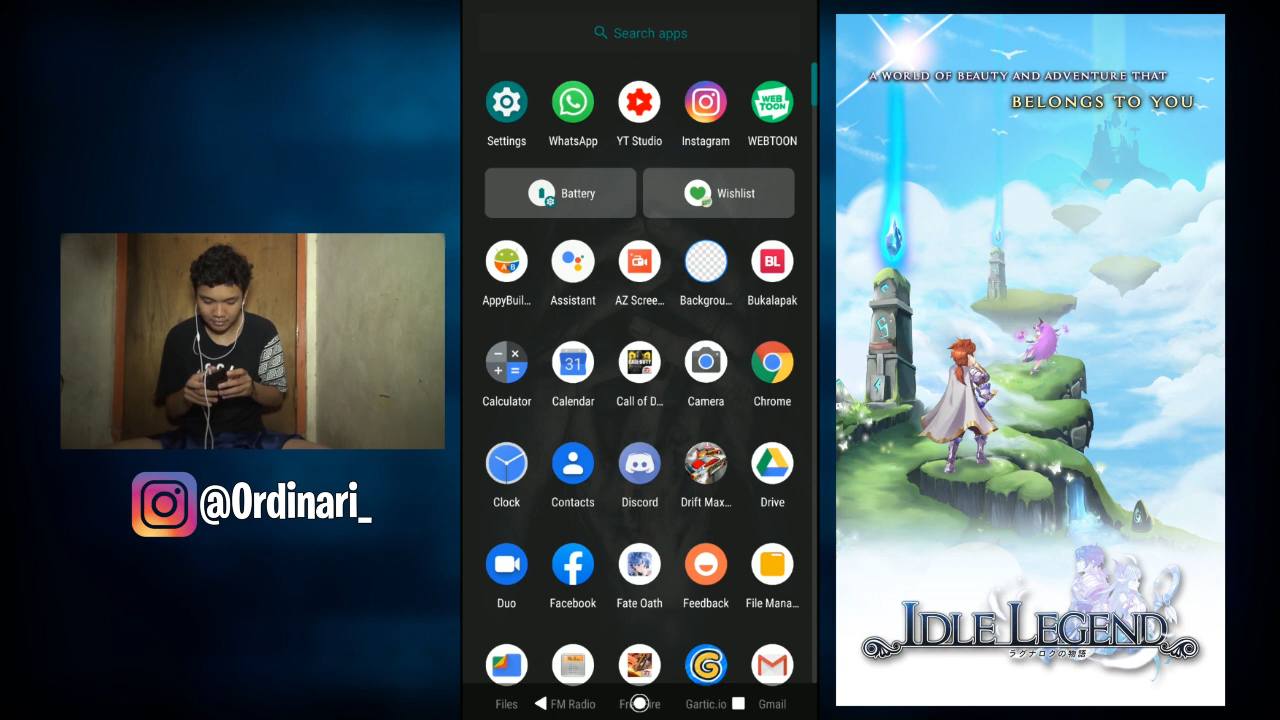 @0rdinari_
Search apps
Settings WhatsApp YT Studio Instagram WEBTOON
Battery Wishlist
AppyBuil... Assistant AZ Scree... Backgrou... Bukalapak
Calculator Calendar Call of D... Camera Chrome
Clock Contacts Discord Drift Max... Drive
Duo Facebook Fate Oath Feedback File Mana...
Files FM Radio Gartic.io Gmail
WEB
TOON
A B
BL
31
A WORLD OF BEAUTY AND ADVENTURE THAT
BELONGS TO YOU
IDLE LEGEND
ラグナロクの物語